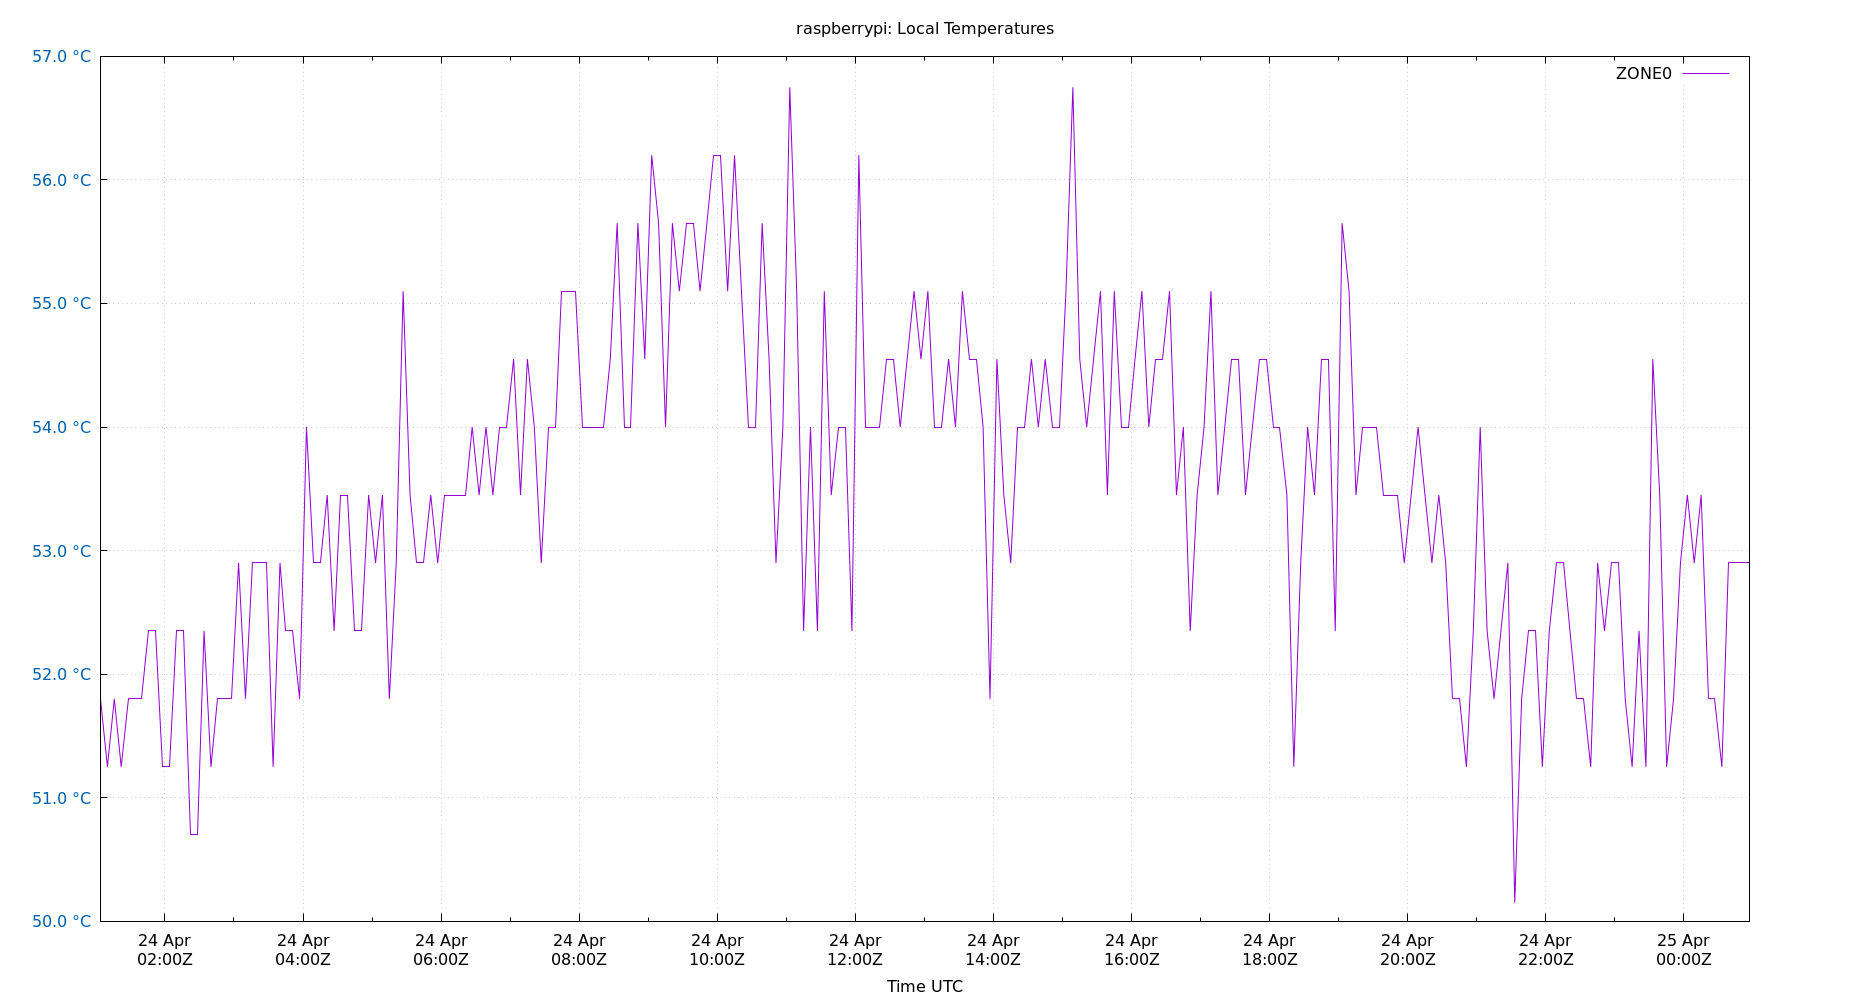 raspberrypi: Local Temperatures
ZONE0
57.0 °C
56.0 °C
55.0 °C
54.0 °C
53.0 °C
52.0 °C
51.0 °C
50.0 °C
24 Apr 24 Apr 24 Apr 24 Apr 24 Apr 24 Apr 24 Apr 24 Apr 24 Apr 24 Apr 24 Apr 25 Apr
02:00Z 04:00Z 06:00Z 08:00Z 10:00Z 12:00Z 14:00Z 16:00Z 18:00Z 20:00Z 22:00Z 00:00Z
Time UTC